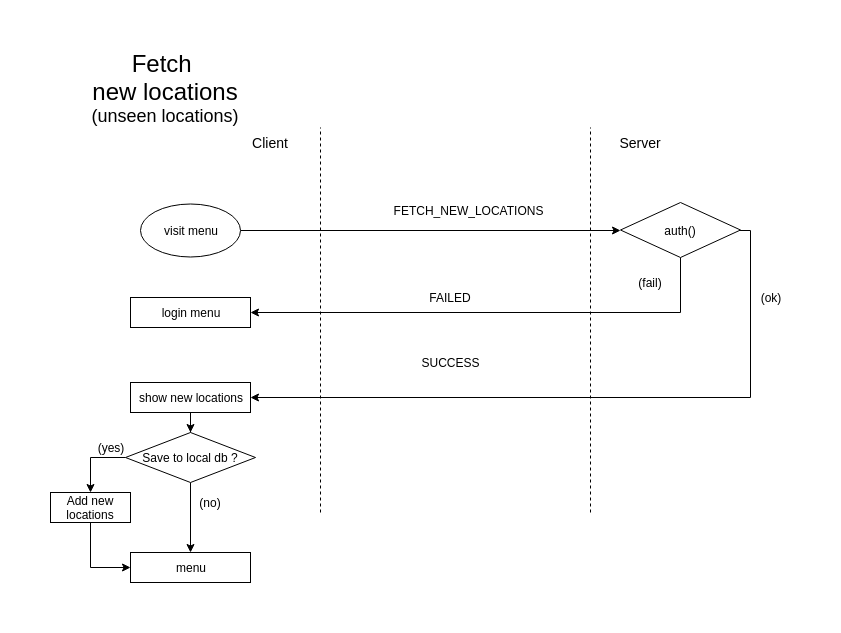 Fetch
new locations
(unseen locations)
Client
Server
FETCH_NEW_LOCATIONS
visit menu
auth()
(fail)
FAILED
(ok)
login menu
SUCCESS
show new locations
(yes)
Save to local db ?
Add new
locations
(no)
menu